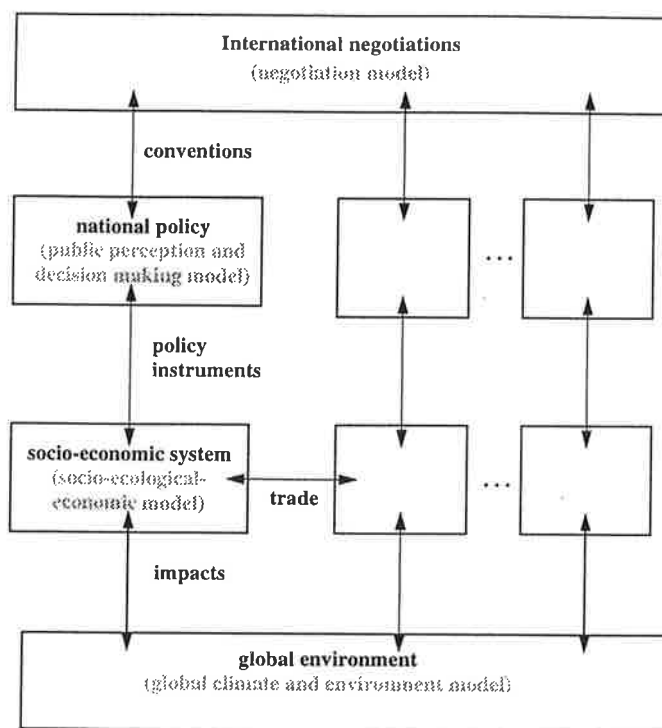 International negotiations
(negotiation model)
conventions
national policy
(public perception and
decision making model)
...
policy
instruments
socio-economic system
(socio-ecological-
economic model)
trade
...
impacts
global environment
(global climate and environment model)